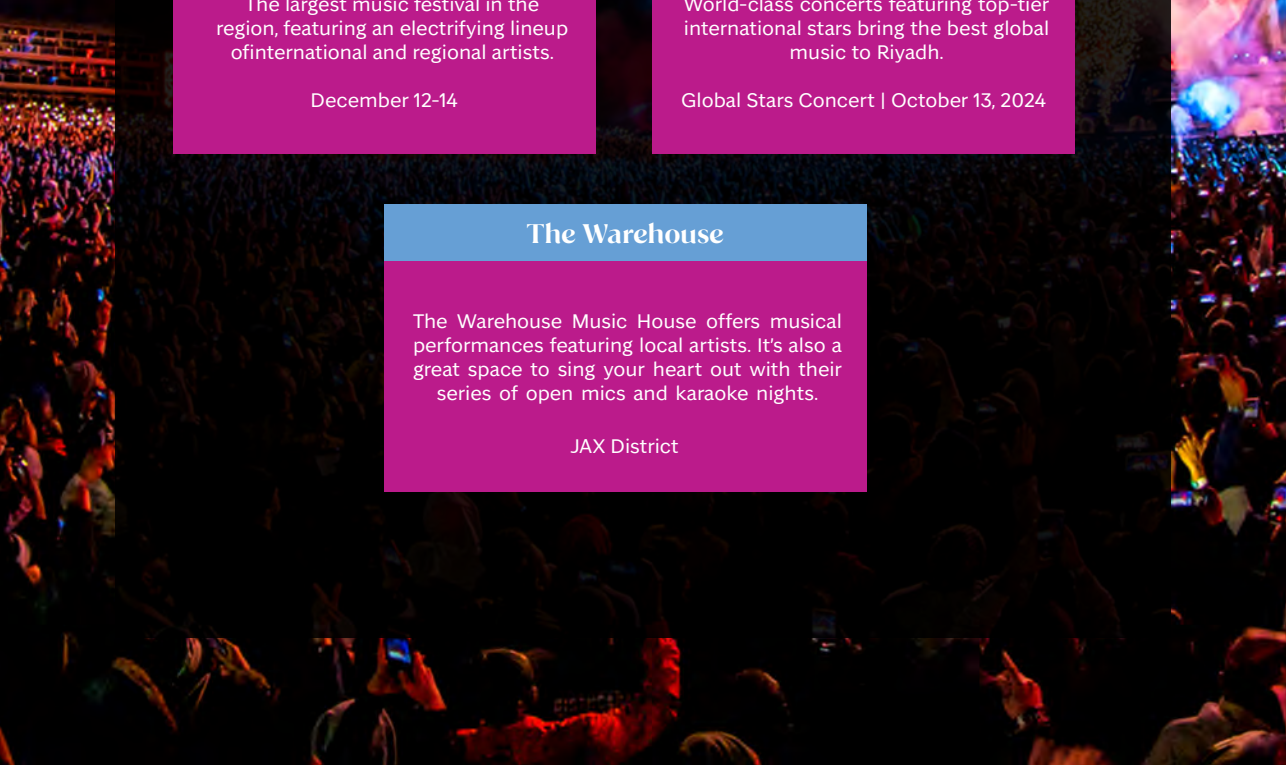 The largest music festival in the
region, featuring an electrifying lineup
ofinternational and regional artists.
December 12-14
World-class concerts featuring top-tier
international stars bring the best global
music to Riyadh.
Global Stars Concert | October 13, 2024
The Warehouse
The Warehouse Music House offers musical
performances featuring local artists. It's also a
great space to sing your heart out with their
series of open mics and karaoke nights.
JAX District